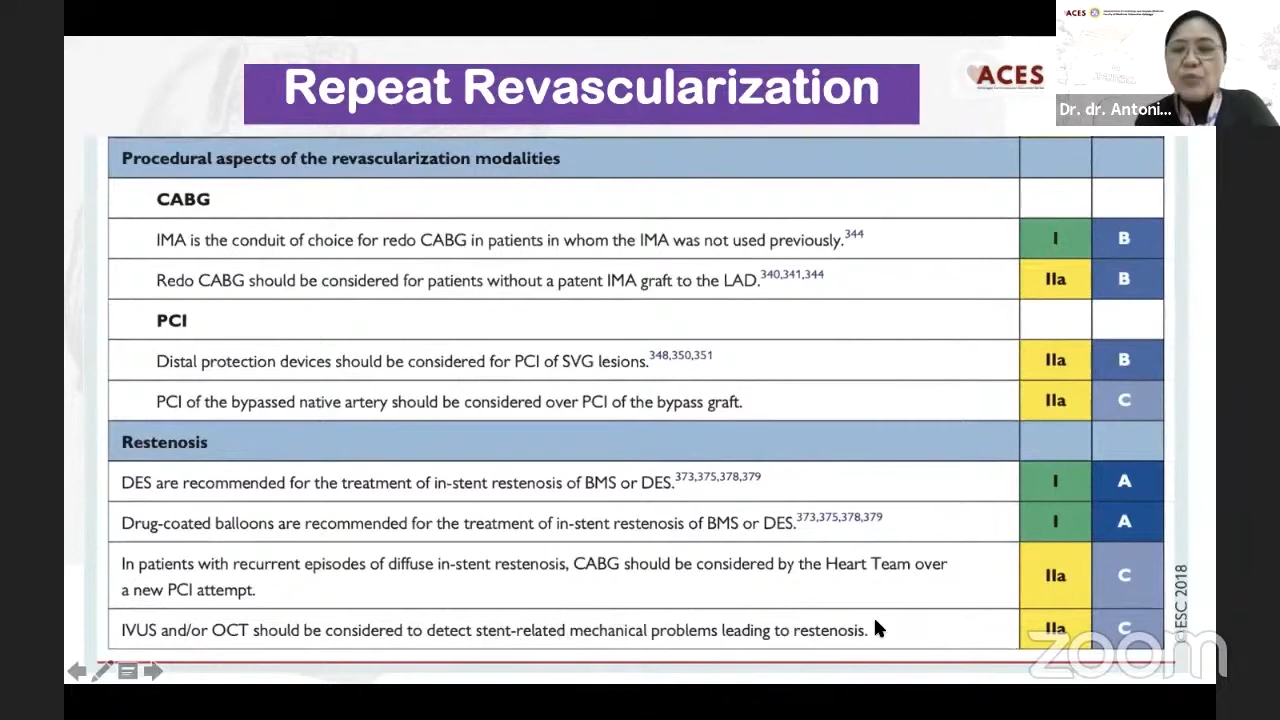 Repeat Revascularization
ACES
ACES
Dr. dr. Antoni...
Procedural aspects of the revascularization modalities
CABG
IMA is the conduit of choice for redo CABG in patients in whom the IMA was not used previously.344 I B
Redo CABG should be considered for patients without a patent IMA graft to the LAD.340,341,344 IIa B
PCI
Distal protection devices should be considered for PCI of SVG lesions.348,350,351 IIa B
PCI of the bypassed native artery should be considered over PCI of the bypass graft. IIa C
Restenosis
DES are recommended for the treatment of in-stent restenosis of BMS or DES.373,375,378,379 I A
Drug-coated balloons are recommended for the treatment of in-stent restenosis of BMS or DES.373,375,378,379 I A
In patients with recurrent episodes of diffuse in-stent restenosis, CABG should be considered by the Heart Team over
a new PCI attempt. IIa C
IVUS and/or OCT should be considered to detect stent-related mechanical problems leading to restenosis. IIa C
©ESC 2018
zoom